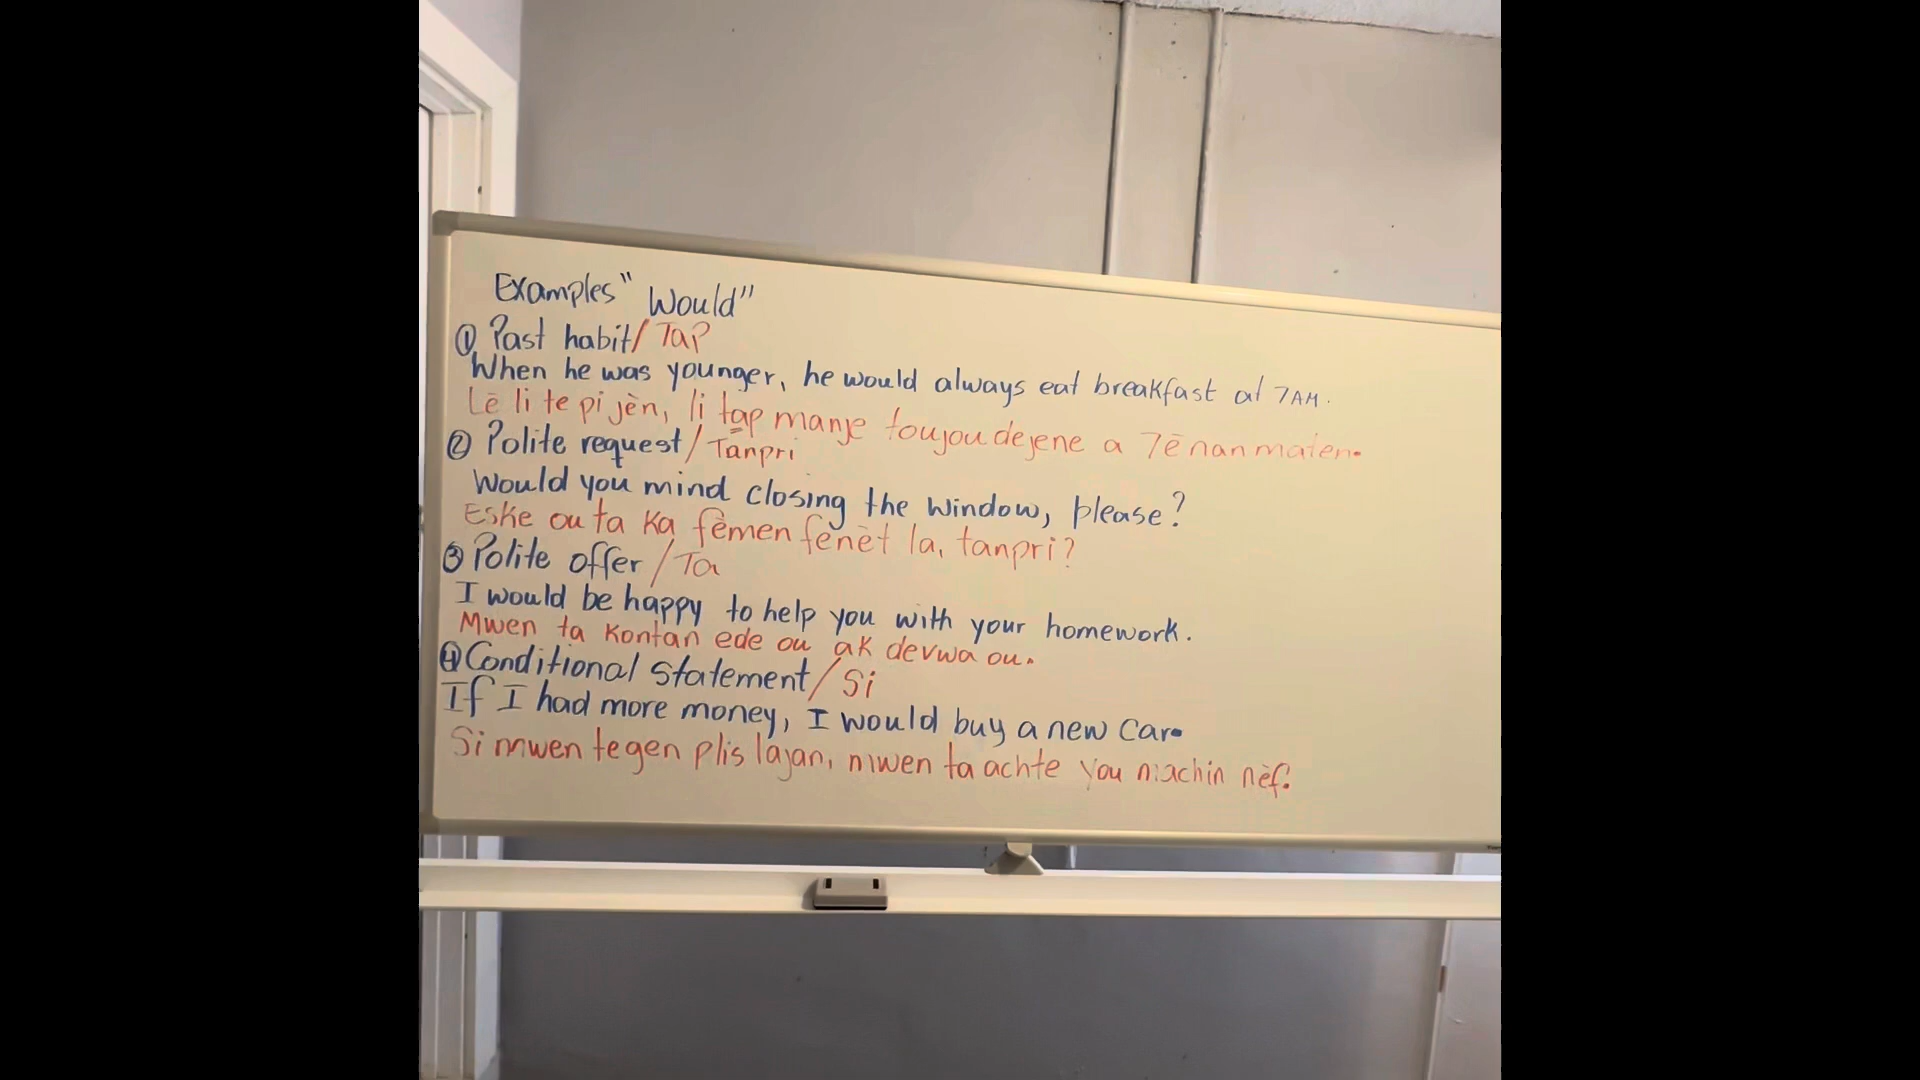 Examples "Would"
① Past habit/ Tap
When he was younger, he would always eat breakfast at 7AM.
Lè li te pi jèn, li tap manje toujou dejene a 7è nan maten.
② Polite request/ Tanpri
Would you mind closing the window, please?
Eske ou ta ka fèmen fenèt la, tanpri?
③ Polite offer / Ta
I would be happy to help you with your homework.
Mwen ta kontan ede ou ak devwa ou.
④ Conditional statement/ Si
If I had more money, I would buy a new car.
Si mwen te gen plis lajan, mwen ta achte you machin nèf.